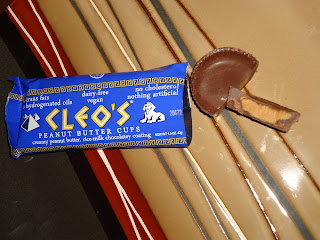 no
trans fats
hydrogenated oils
dairy-free
vegan
no cholesterol
nothing artificial
CLEO'S
PEANUT BUTTER CUPS
creamy peanut butter, rice-milk chocolatey coating